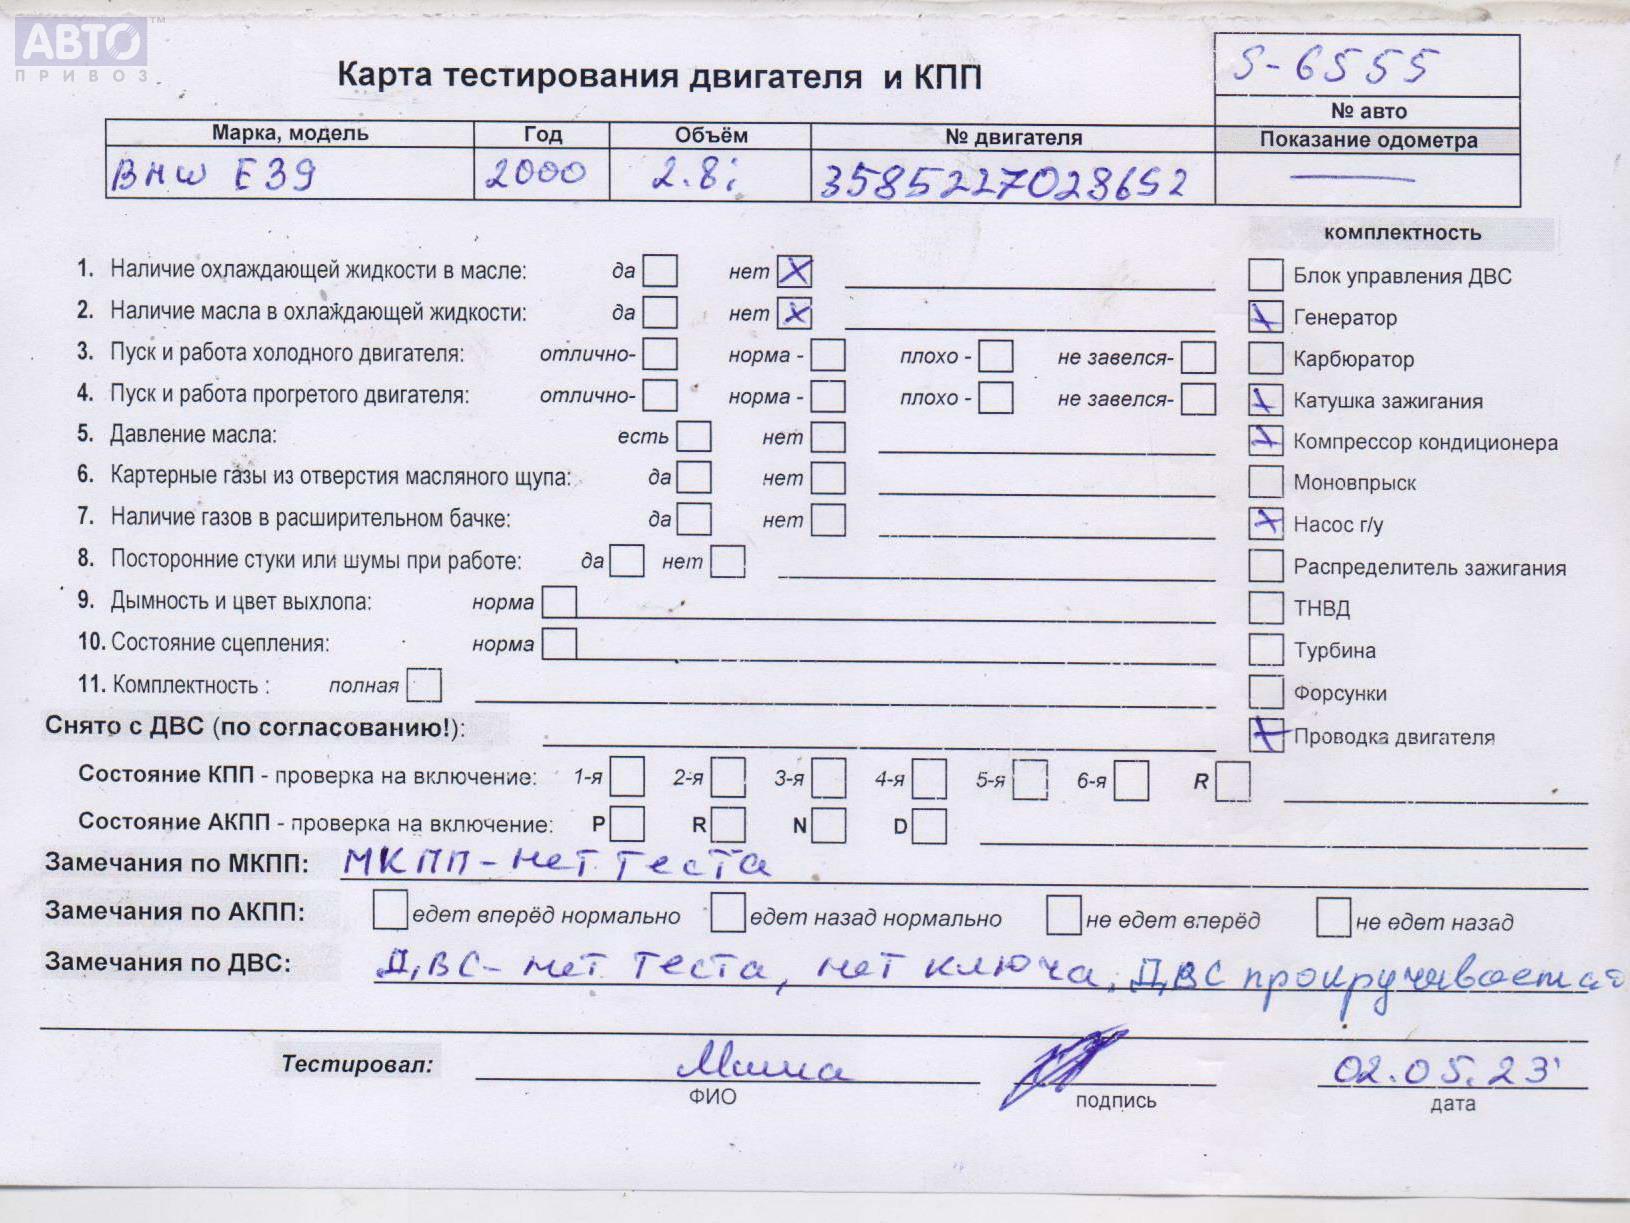 АВТО™
ПРИВОЗ
Карта тестирования двигателя и КПП
S-6555
№ авто
Марка, модель Год Объём № двигателя Показание одометра
BMW E39 2000 2.8i 3585227028652 —
комплектность
1. Наличие охлаждающей жидкости в масле: да нет X
Блок управления ДВС
2. Наличие масла в охлаждающей жидкости: да нет X
Генератор
3. Пуск и работа холодного двигателя: отлично- норма - плохо - не завелся-
Карбюратор
4. Пуск и работа прогретого двигателя: отлично- норма - плохо - не завелся-
Катушка зажигания
5. Давление масла: есть нет
Компрессор кондиционера
6. Картерные газы из отверстия масляного щупа: да нет
Моновпрыск
7. Наличие газов в расширительном бачке: да нет
Насос г/у
8. Посторонние стуки или шумы при работе: да нет
Распределитель зажигания
9. Дымность и цвет выхлопа: норма
ТНВД
10. Состояние сцепления: норма
Турбина
11. Комплектность : полная
Форсунки
Снято с ДВС (по согласованию!):
Проводка двигателя
Состояние КПП - проверка на включение: 1-я 2-я 3-я 4-я 5-я 6-я R
Состояние АКПП - проверка на включение: P R N D
Замечания по МКПП: МКПП - нет теста
Замечания по АКПП: едет вперёд нормально едет назад нормально не едет вперёд не едет назад
Замечания по ДВС: ДВС - нет теста, нет ключа, ДВС прокручивается
Тестировал: Миша 02.05.23
ФИО подпись дата